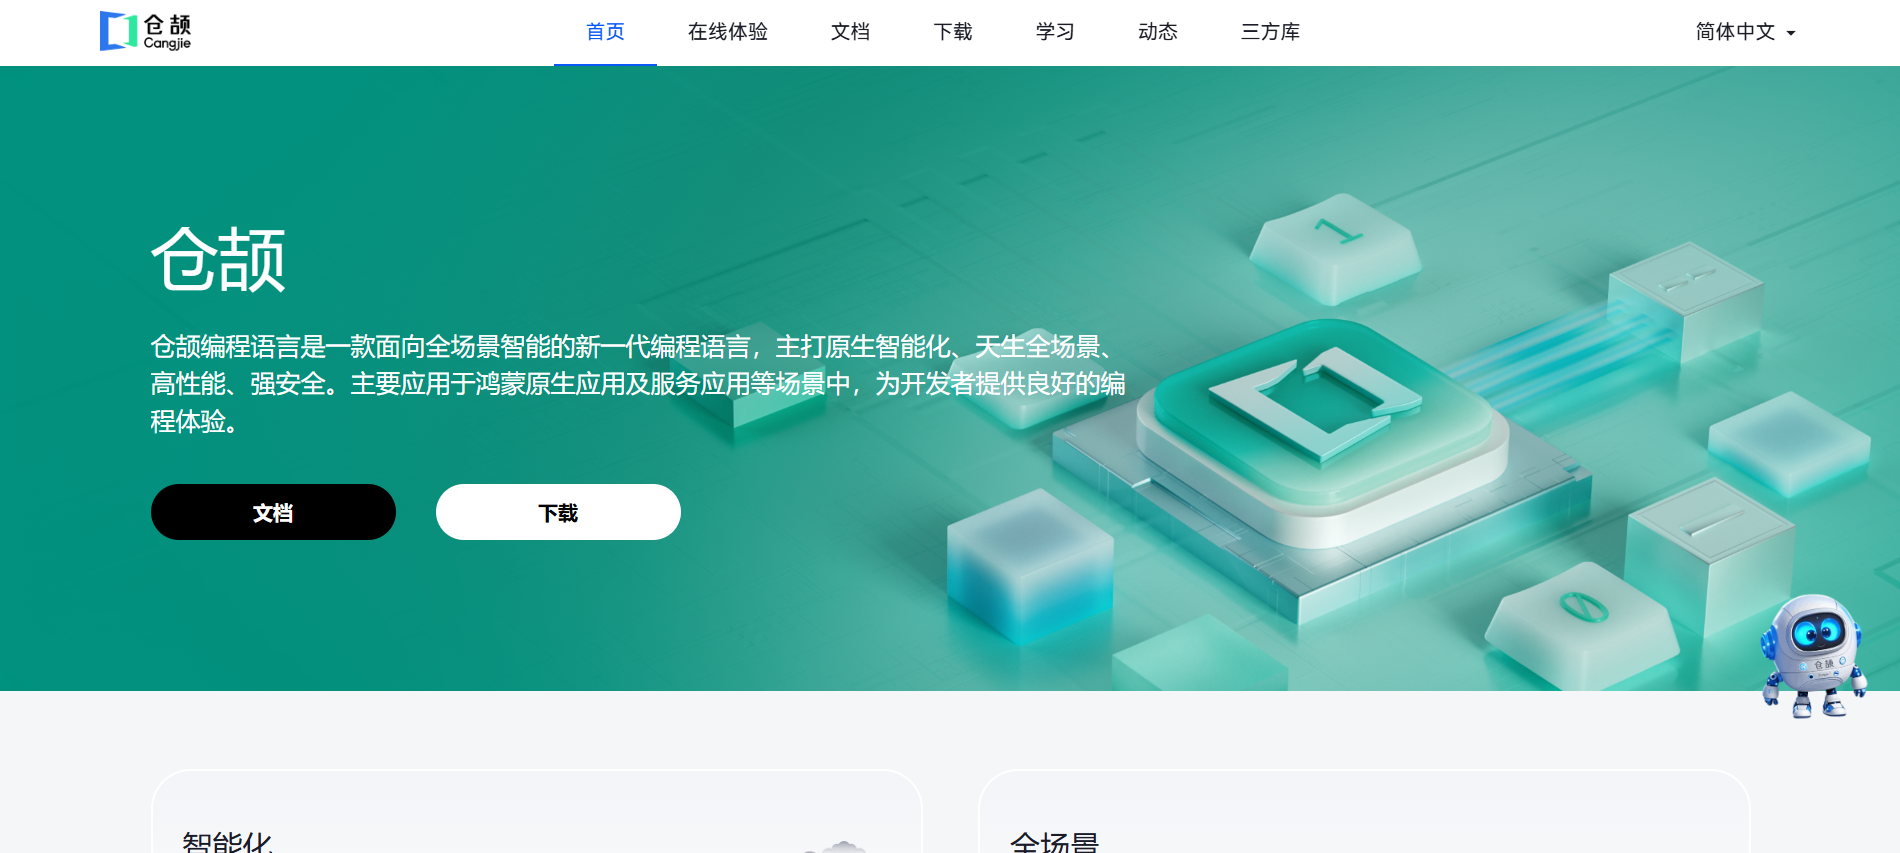 仓颉
Cangjie
首页 在线体验 文档 下载 学习 动态 三方库 简体中文
仓颉
仓颉编程语言是一款面向全场景智能的新一代编程语言，主打原生智能化、天生全场景、
高性能、强安全。主要应用于鸿蒙原生应用及服务应用等场景中，为开发者提供良好的编
程体验。
文档 下载
1
0
仓颉
智能化 全场景